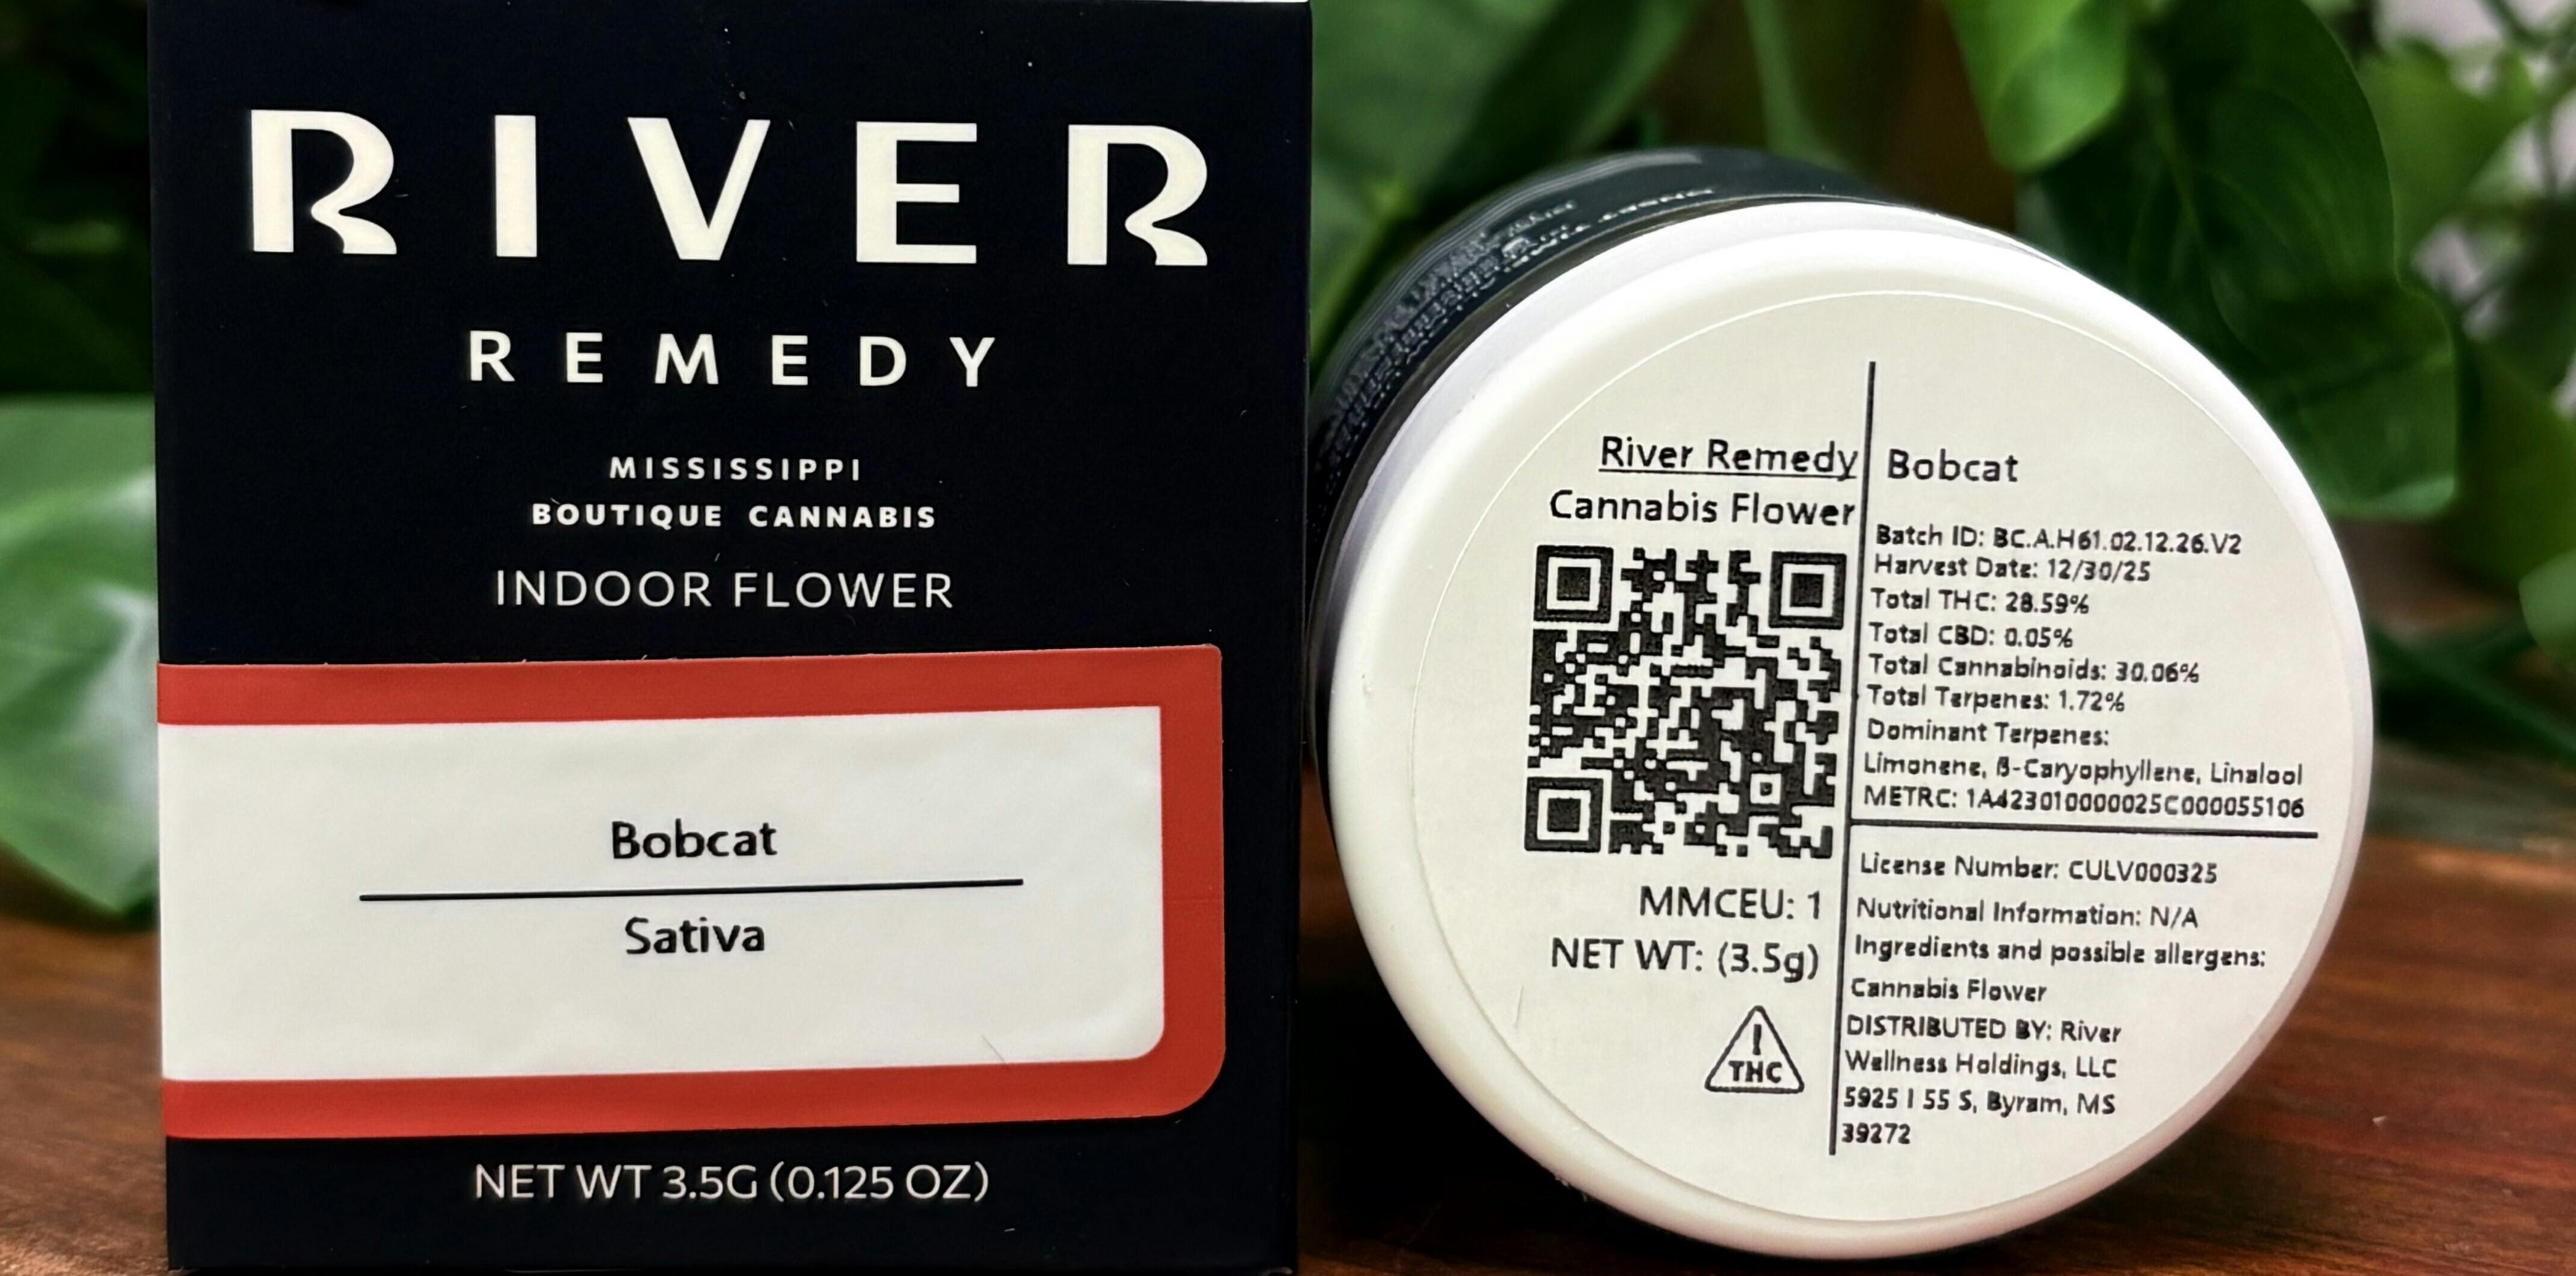 RIVER
REMEDY
MISSISSIPPI
BOUTIQUE CANNABIS
INDOOR FLOWER
Bobcat
Sativa
NET WT 3.5G (0.125 OZ)
River Remedy
Cannabis Flower
MMCEU: 1
NET WT: (3.5g)
THC
Bobcat
Batch ID: BC.A.H61.02.12.26.V2
Harvest Date: 12/30/25
Total THC: 28.59%
Total CBD: 0.05%
Total Cannabinoids: 30.06%
Total Terpenes: 1.72%
Dominant Terpenes:
Limonene, β-Caryophyllene, Linalool
METRC: 1A423010000025C000055106
License Number: CULV000325
Nutritional Information: N/A
Ingredients and possible allergens:
Cannabis Flower
DISTRIBUTED BY: River
Wellness Holdings, LLC
5925 I 55 S, Byram, MS
39272